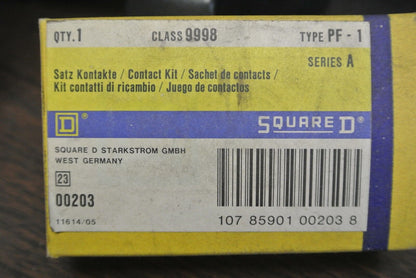 QTY. 1 CLASS 9998 TYPE PF - 1
SERIES A
Satz Kontakte / Contact Kit / Sachet de contacts /
Kit contatti di ricambio / Juego de contactos
D ® SQUARE D ®
SQUARE D STARKSTROM GMBH
WEST GERMANY
23
00203
11614/05
107 85901 00203 8